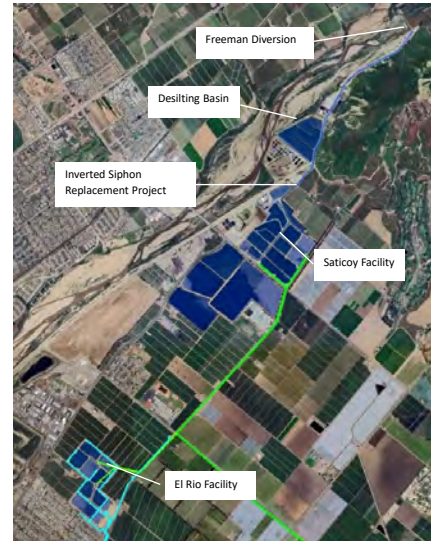 Freeman Diversion
Desilting Basin
Inverted Siphon
Replacement Project
Saticoy Facility
El Rio Facility